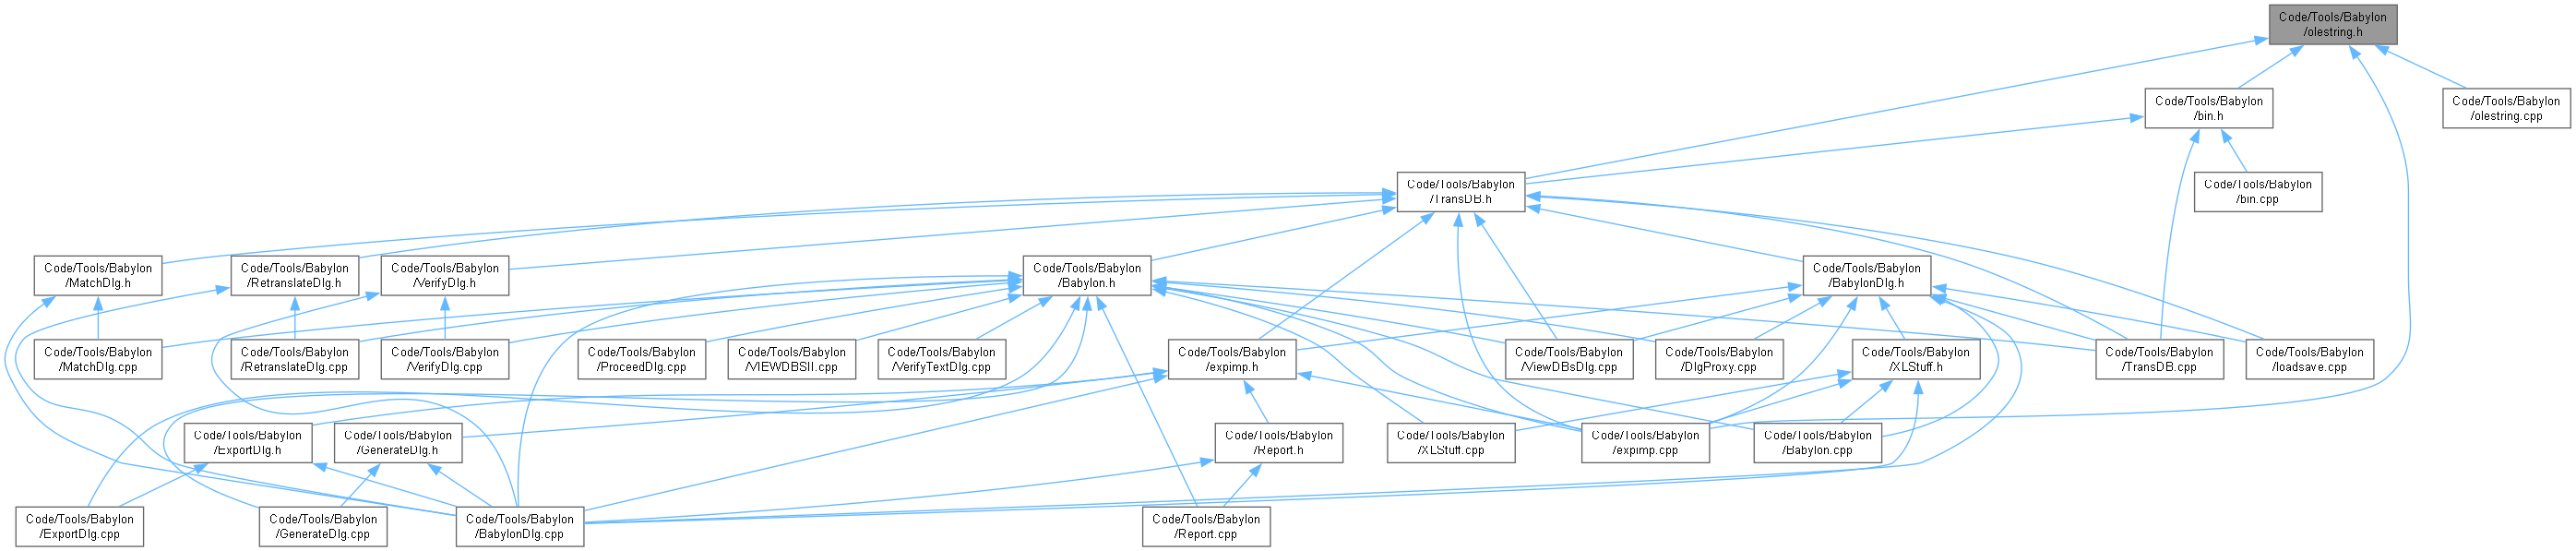 Code/Tools/Babylon
/olestring.h
Code/Tools/Babylon
/bin.h
Code/Tools/Babylon
/olestring.cpp
Code/Tools/Babylon
/TransDB.h
Code/Tools/Babylon
/bin.cpp
Code/Tools/Babylon
/MatchDlg.h
Code/Tools/Babylon
/RetranslateDlg.h
Code/Tools/Babylon
/VerifyDlg.h
Code/Tools/Babylon
/Babylon.h
Code/Tools/Babylon
/BabylonDlg.h
Code/Tools/Babylon
/MatchDlg.cpp
Code/Tools/Babylon
/RetranslateDlg.cpp
Code/Tools/Babylon
/VerifyDlg.cpp
Code/Tools/Babylon
/ProceedDlg.cpp
Code/Tools/Babylon
/VIEWDBSII.cpp
Code/Tools/Babylon
/VerifyTextDlg.cpp
Code/Tools/Babylon
/expimp.h
Code/Tools/Babylon
/ViewDBsDlg.cpp
Code/Tools/Babylon
/DlgProxy.cpp
Code/Tools/Babylon
/XLStuff.h
Code/Tools/Babylon
/TransDB.cpp
Code/Tools/Babylon
/loadsave.cpp
Code/Tools/Babylon
/ExportDlg.h
Code/Tools/Babylon
/GenerateDlg.h
Code/Tools/Babylon
/Report.h
Code/Tools/Babylon
/XLStuff.cpp
Code/Tools/Babylon
/expimp.cpp
Code/Tools/Babylon
/Babylon.cpp
Code/Tools/Babylon
/ExportDlg.cpp
Code/Tools/Babylon
/GenerateDlg.cpp
Code/Tools/Babylon
/BabylonDlg.cpp
Code/Tools/Babylon
/Report.cpp